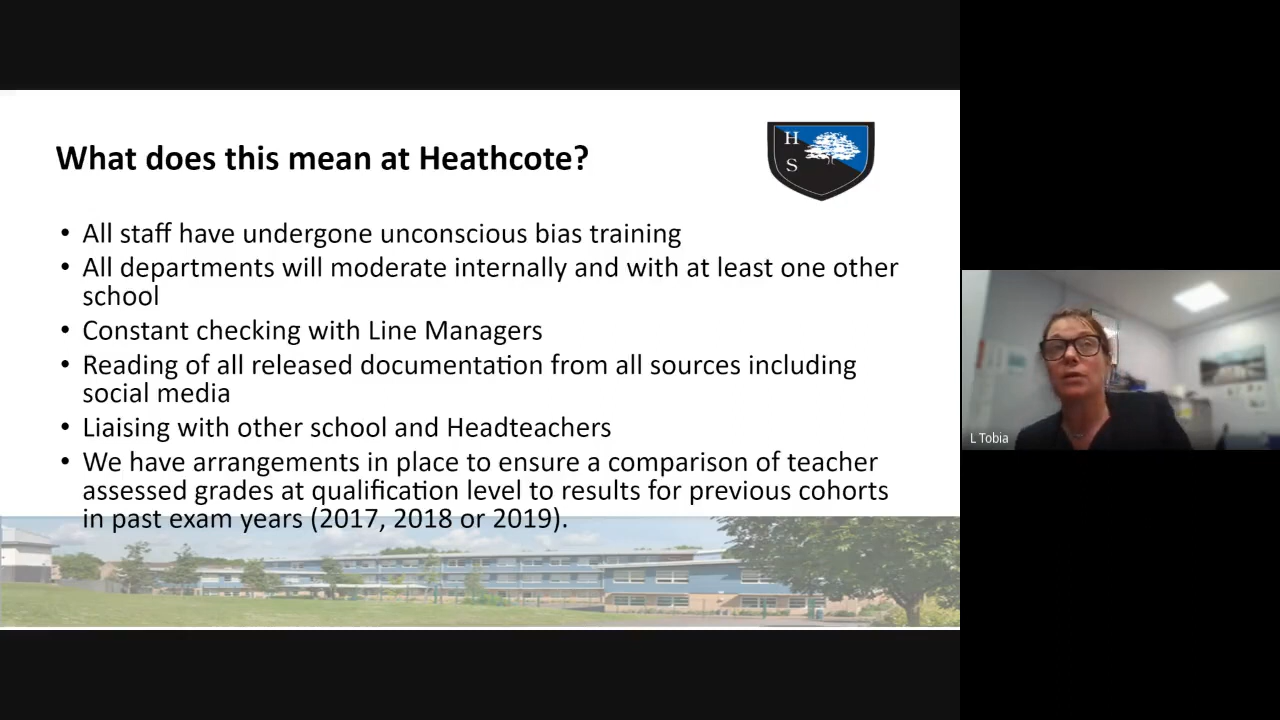 What does this mean at Heathcote?
H
S
• All staff have undergone unconscious bias training
• All departments will moderate internally and with at least one other
school
• Constant checking with Line Managers
• Reading of all released documentation from all sources including
social media
• Liaising with other school and Headteachers
• We have arrangements in place to ensure a comparison of teacher
assessed grades at qualification level to results for previous cohorts
in past exam years (2017, 2018 or 2019).
L Tobia